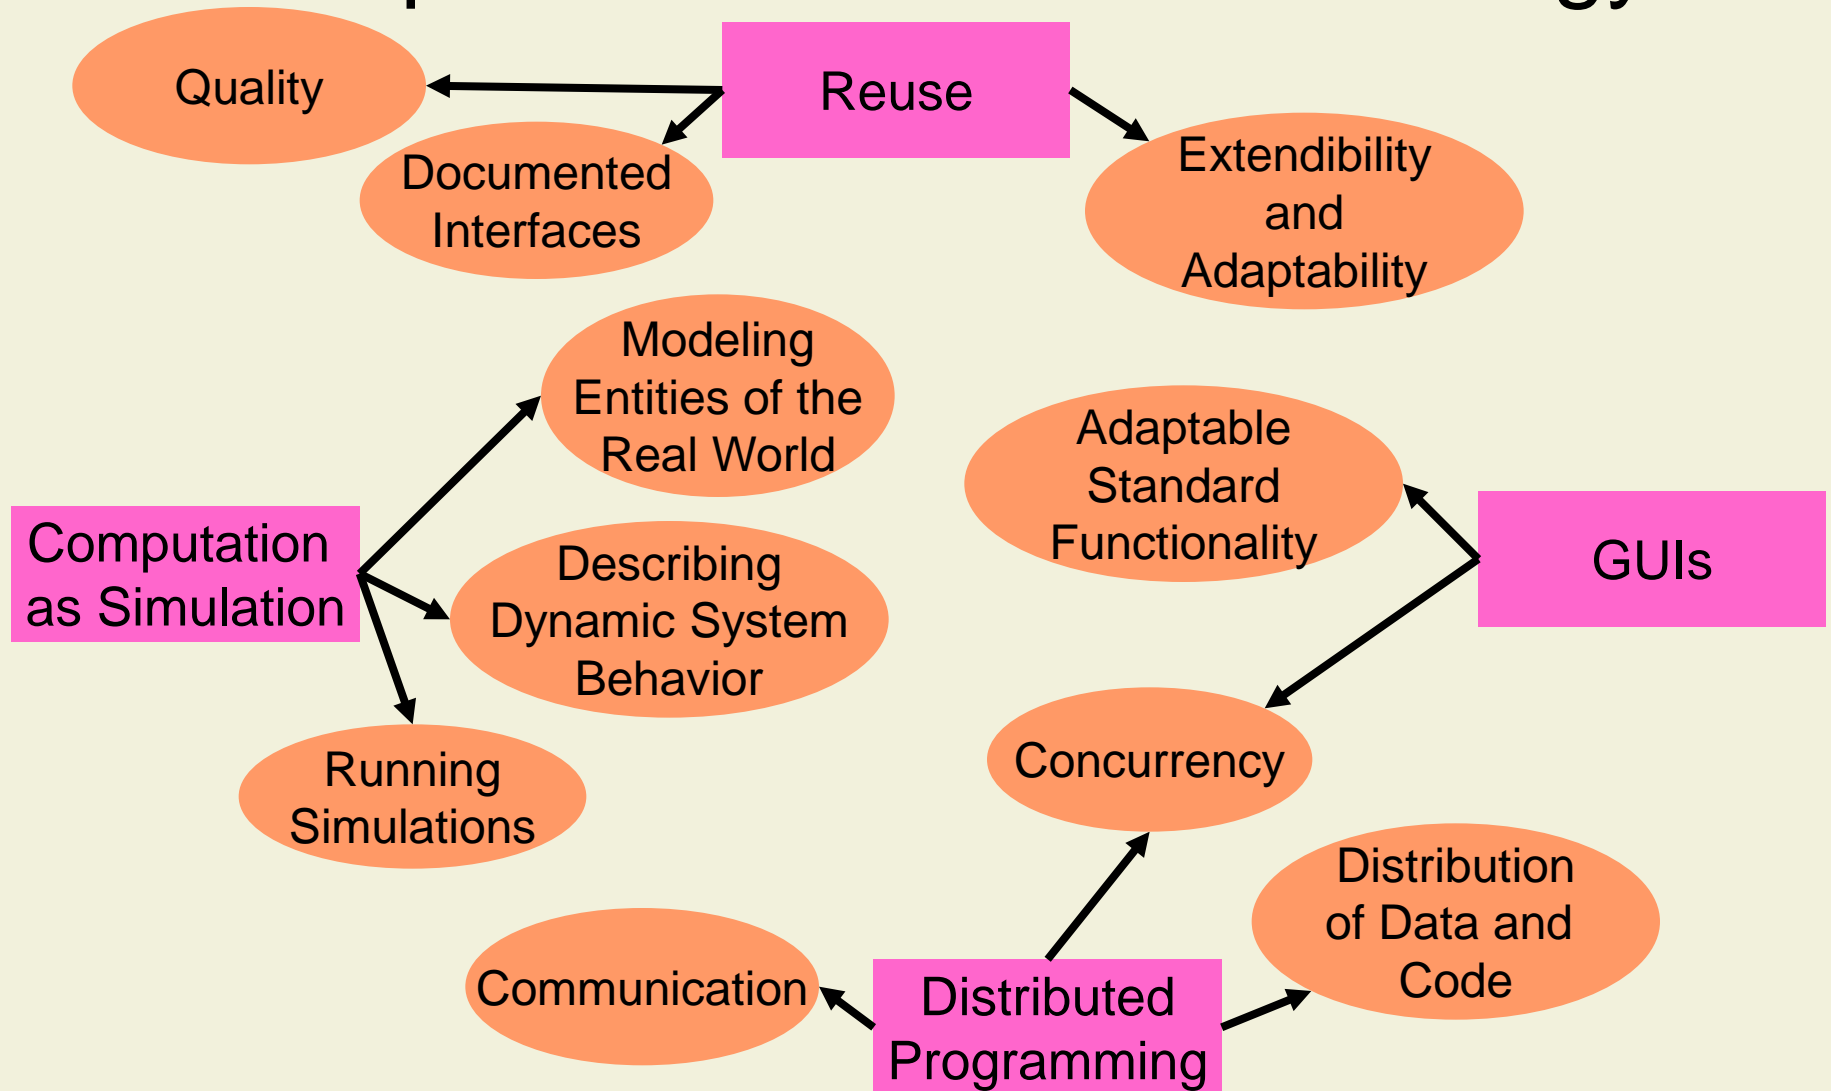 Quality
Reuse
Documented
Interfaces
Extendibility
and
Adaptability
Modeling
Entities of the
Real World
Adaptable
Standard
Functionality
Computation
as Simulation
Describing
Dynamic System
Behavior
GUIs
Running
Simulations
Concurrency
Distribution
of Data and
Code
Communication
Distributed
Programming